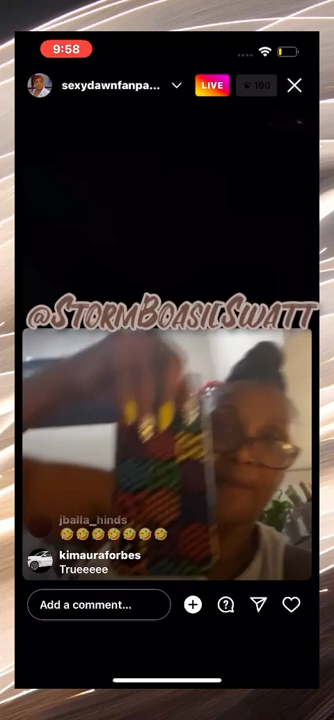 9:58
sexydawnfanpa...
LIVE
190
@STORMBOASILSWATT
jballa_hinds
kimauraforbes
Trueeeee
Add a comment...